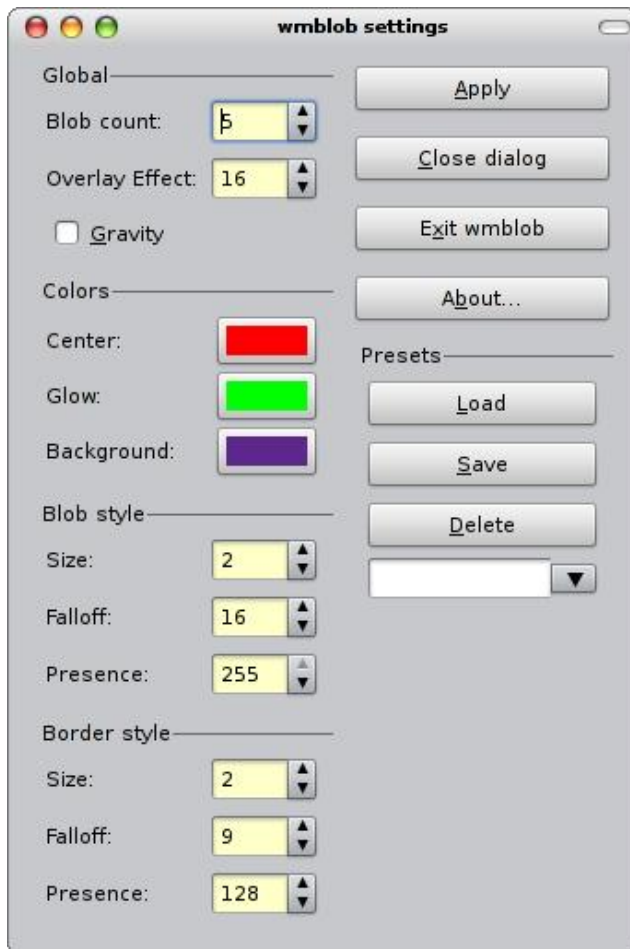 wmblob settings
Global
Blob count: 5
Overlay Effect: 16
Gravity
Colors
Center:
Glow:
Background:
Blob style
Size: 2
Falloff: 16
Presence: 255
Border style
Size: 2
Falloff: 9
Presence: 128
Apply
Close dialog
Exit wmblob
About...
Presets
Load
Save
Delete